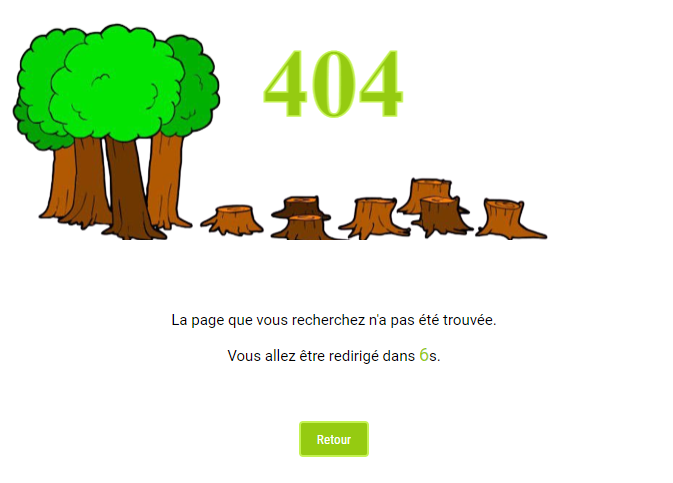 404
La page que vous recherchez n'a pas été trouvée.
Vous allez être redirigé dans 6s.
Retour